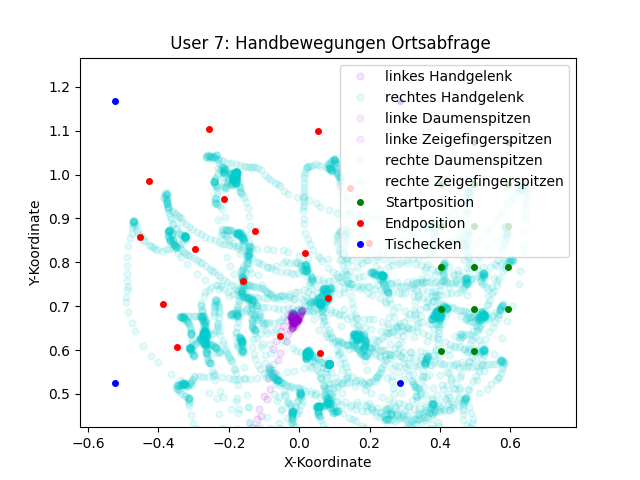 User 7: Handbewegungen Ortsabfrage
linkes Handgelenk
rechtes Handgelenk
linke Daumenspitzen
linke Zeigefingerspitzen
rechte Daumenspitzen
rechte Zeigefingerspitzen
Startposition
Endposition
Tischecken
Y-Koordinate
1.2
1.1
1.0
0.9
0.8
0.7
0.6
0.5
−0.6 −0.4 −0.2 0.0 0.2 0.4 0.6
X-Koordinate